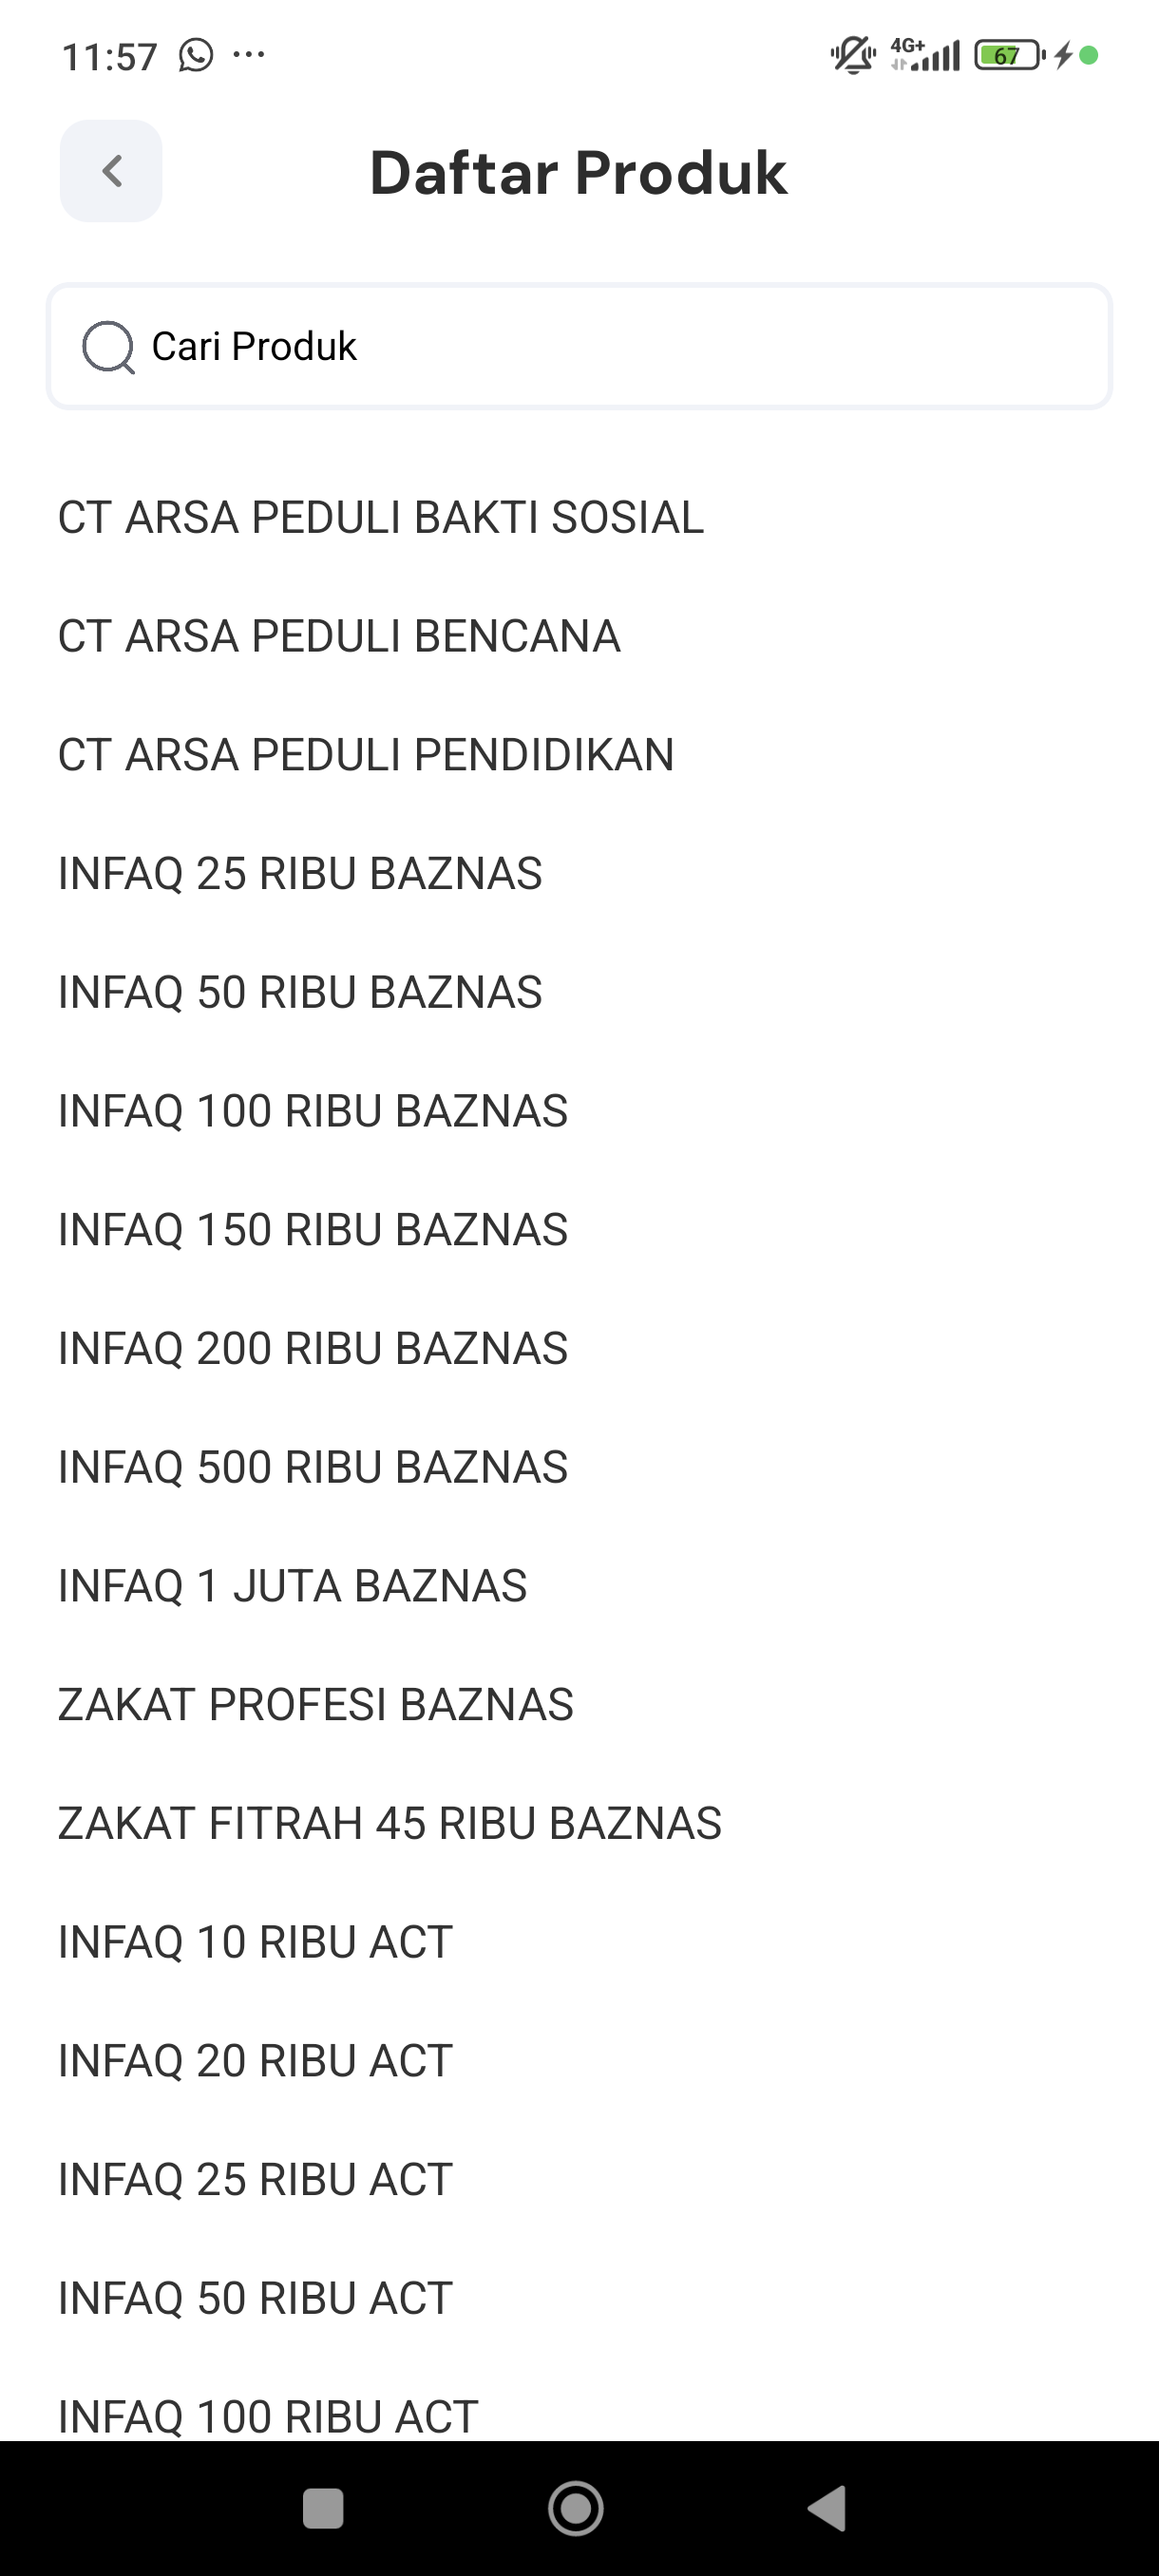 11:57
4G+
67
Daftar Produk
Cari Produk
CT ARSA PEDULI BAKTI SOSIAL
CT ARSA PEDULI BENCANA
CT ARSA PEDULI PENDIDIKAN
INFAQ 25 RIBU BAZNAS
INFAQ 50 RIBU BAZNAS
INFAQ 100 RIBU BAZNAS
INFAQ 150 RIBU BAZNAS
INFAQ 200 RIBU BAZNAS
INFAQ 500 RIBU BAZNAS
INFAQ 1 JUTA BAZNAS
ZAKAT PROFESI BAZNAS
ZAKAT FITRAH 45 RIBU BAZNAS
INFAQ 10 RIBU ACT
INFAQ 20 RIBU ACT
INFAQ 25 RIBU ACT
INFAQ 50 RIBU ACT
INFAQ 100 RIBU ACT